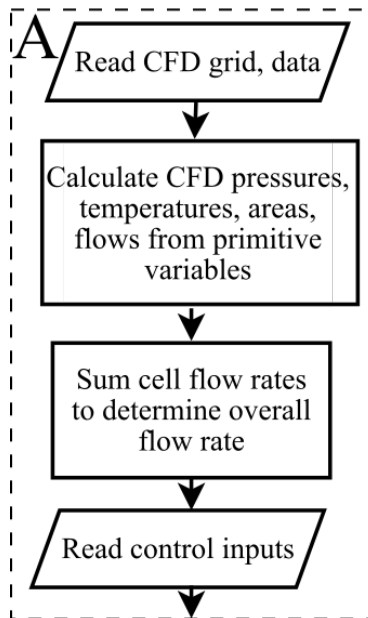 A
Read CFD grid, data
Calculate CFD pressures,
temperatures, areas,
flows from primitive
variables
Sum cell flow rates
to determine overall
flow rate
Read control inputs